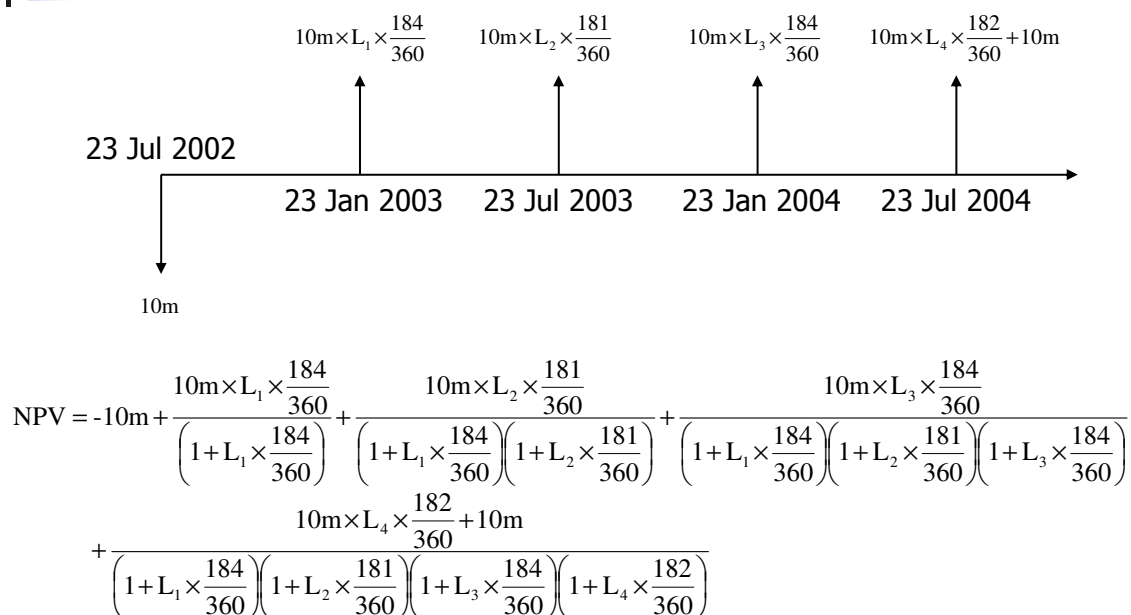 10m×L₁×184/360 10m×L₂×181/360 10m×L₃×184/360 10m×L₄×182/360+10m
23 Jul 2002
23 Jan 2003 23 Jul 2003 23 Jan 2004 23 Jul 2004
10m
NPV = -10m + (10m×L₁×184/360)/(1+L₁×184/360) + (10m×L₂×181/360)/((1+L₁×184/360)(1+L₂×181/360)) + (10m×L₃×184/360)/((1+L₁×184/360)(1+L₂×181/360)(1+L₃×184/360))
+ (10m×L₄×182/360+10m)/((1+L₁×184/360)(1+L₂×181/360)(1+L₃×184/360)(1+L₄×182/360))